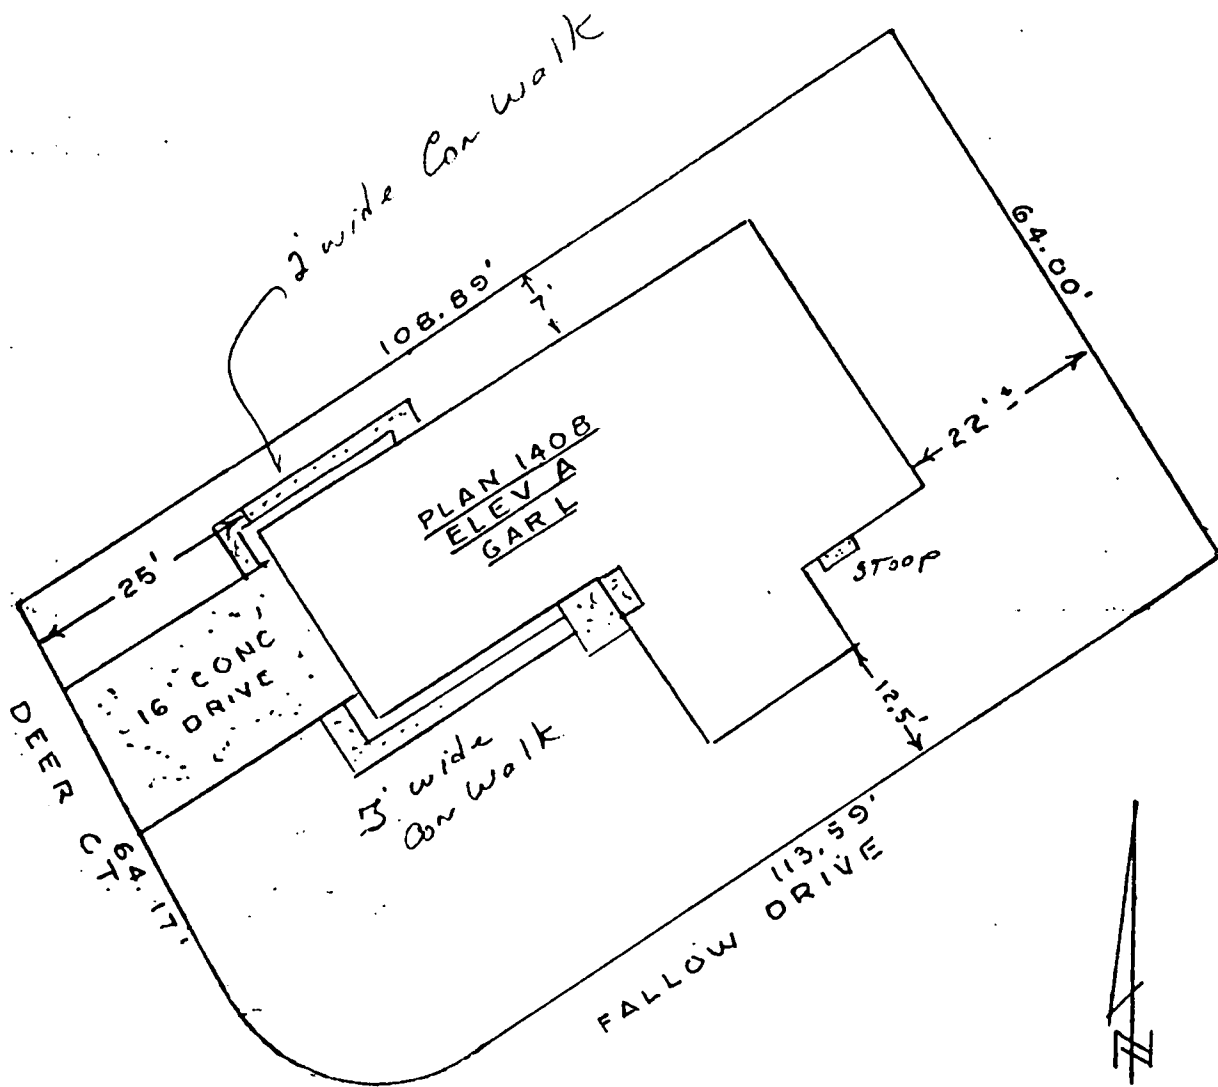 2' wide Con walk
108.89'
7'
64.00'
22' ±
PLAN 1408
ELEV A
GAR L
STOOP
25'
16' CONC
DRIVE
12.5'
3' wide
Con Walk
DEER CT.
64.17'
113.59'
FALLOW DRIVE
N